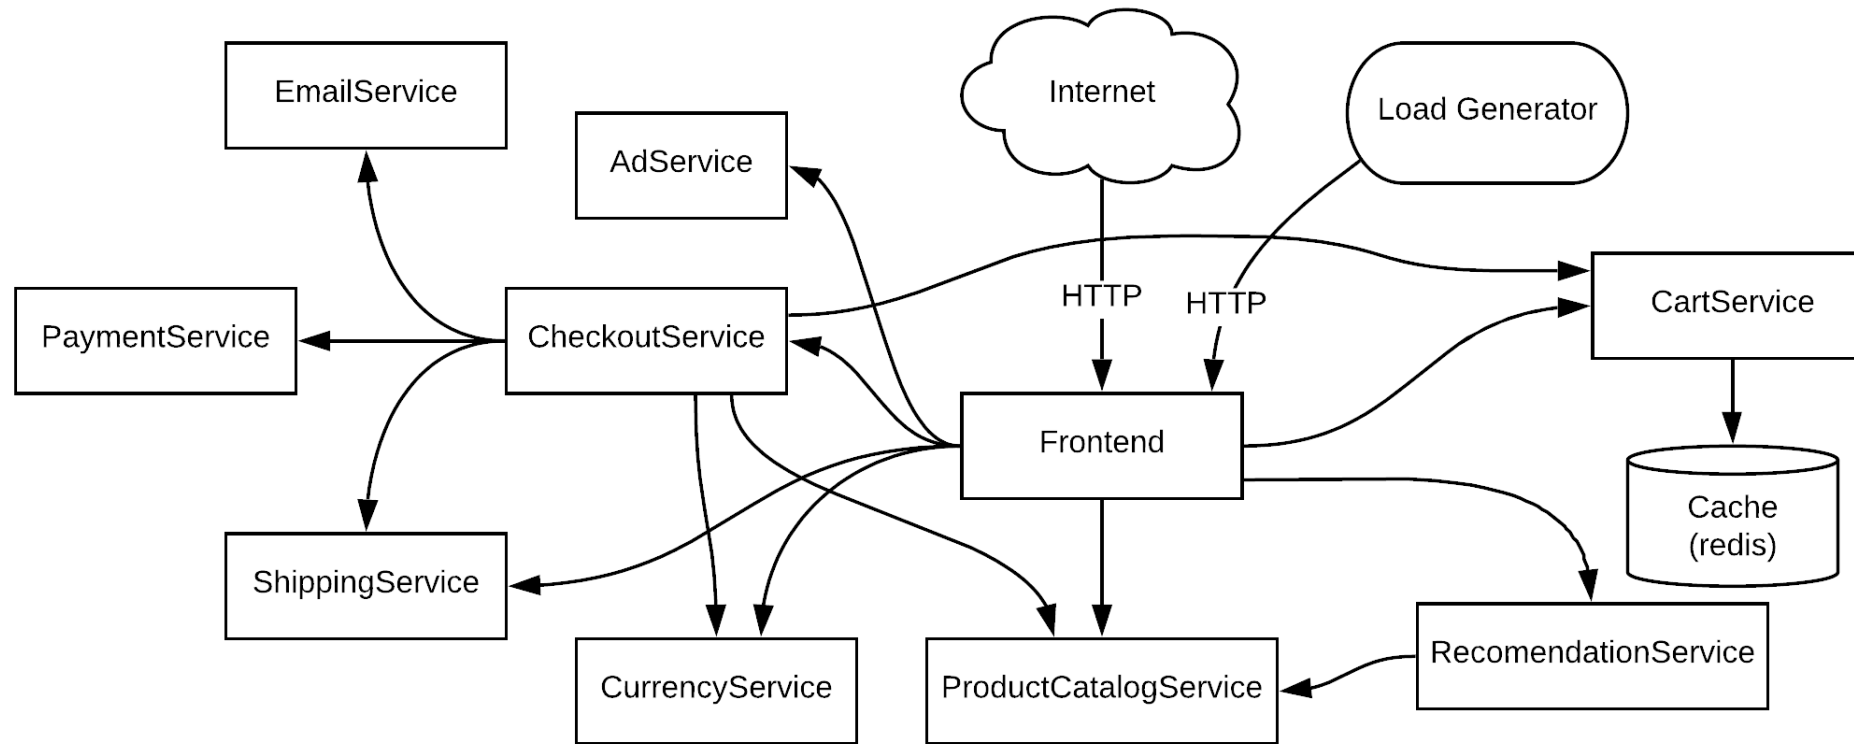 EmailService
Internet
Load Generator
AdService
HTTP
HTTP
CartService
PaymentService
CheckoutService
Frontend
Cache
(redis)
ShippingService
RecomendationService
CurrencyService
ProductCatalogService